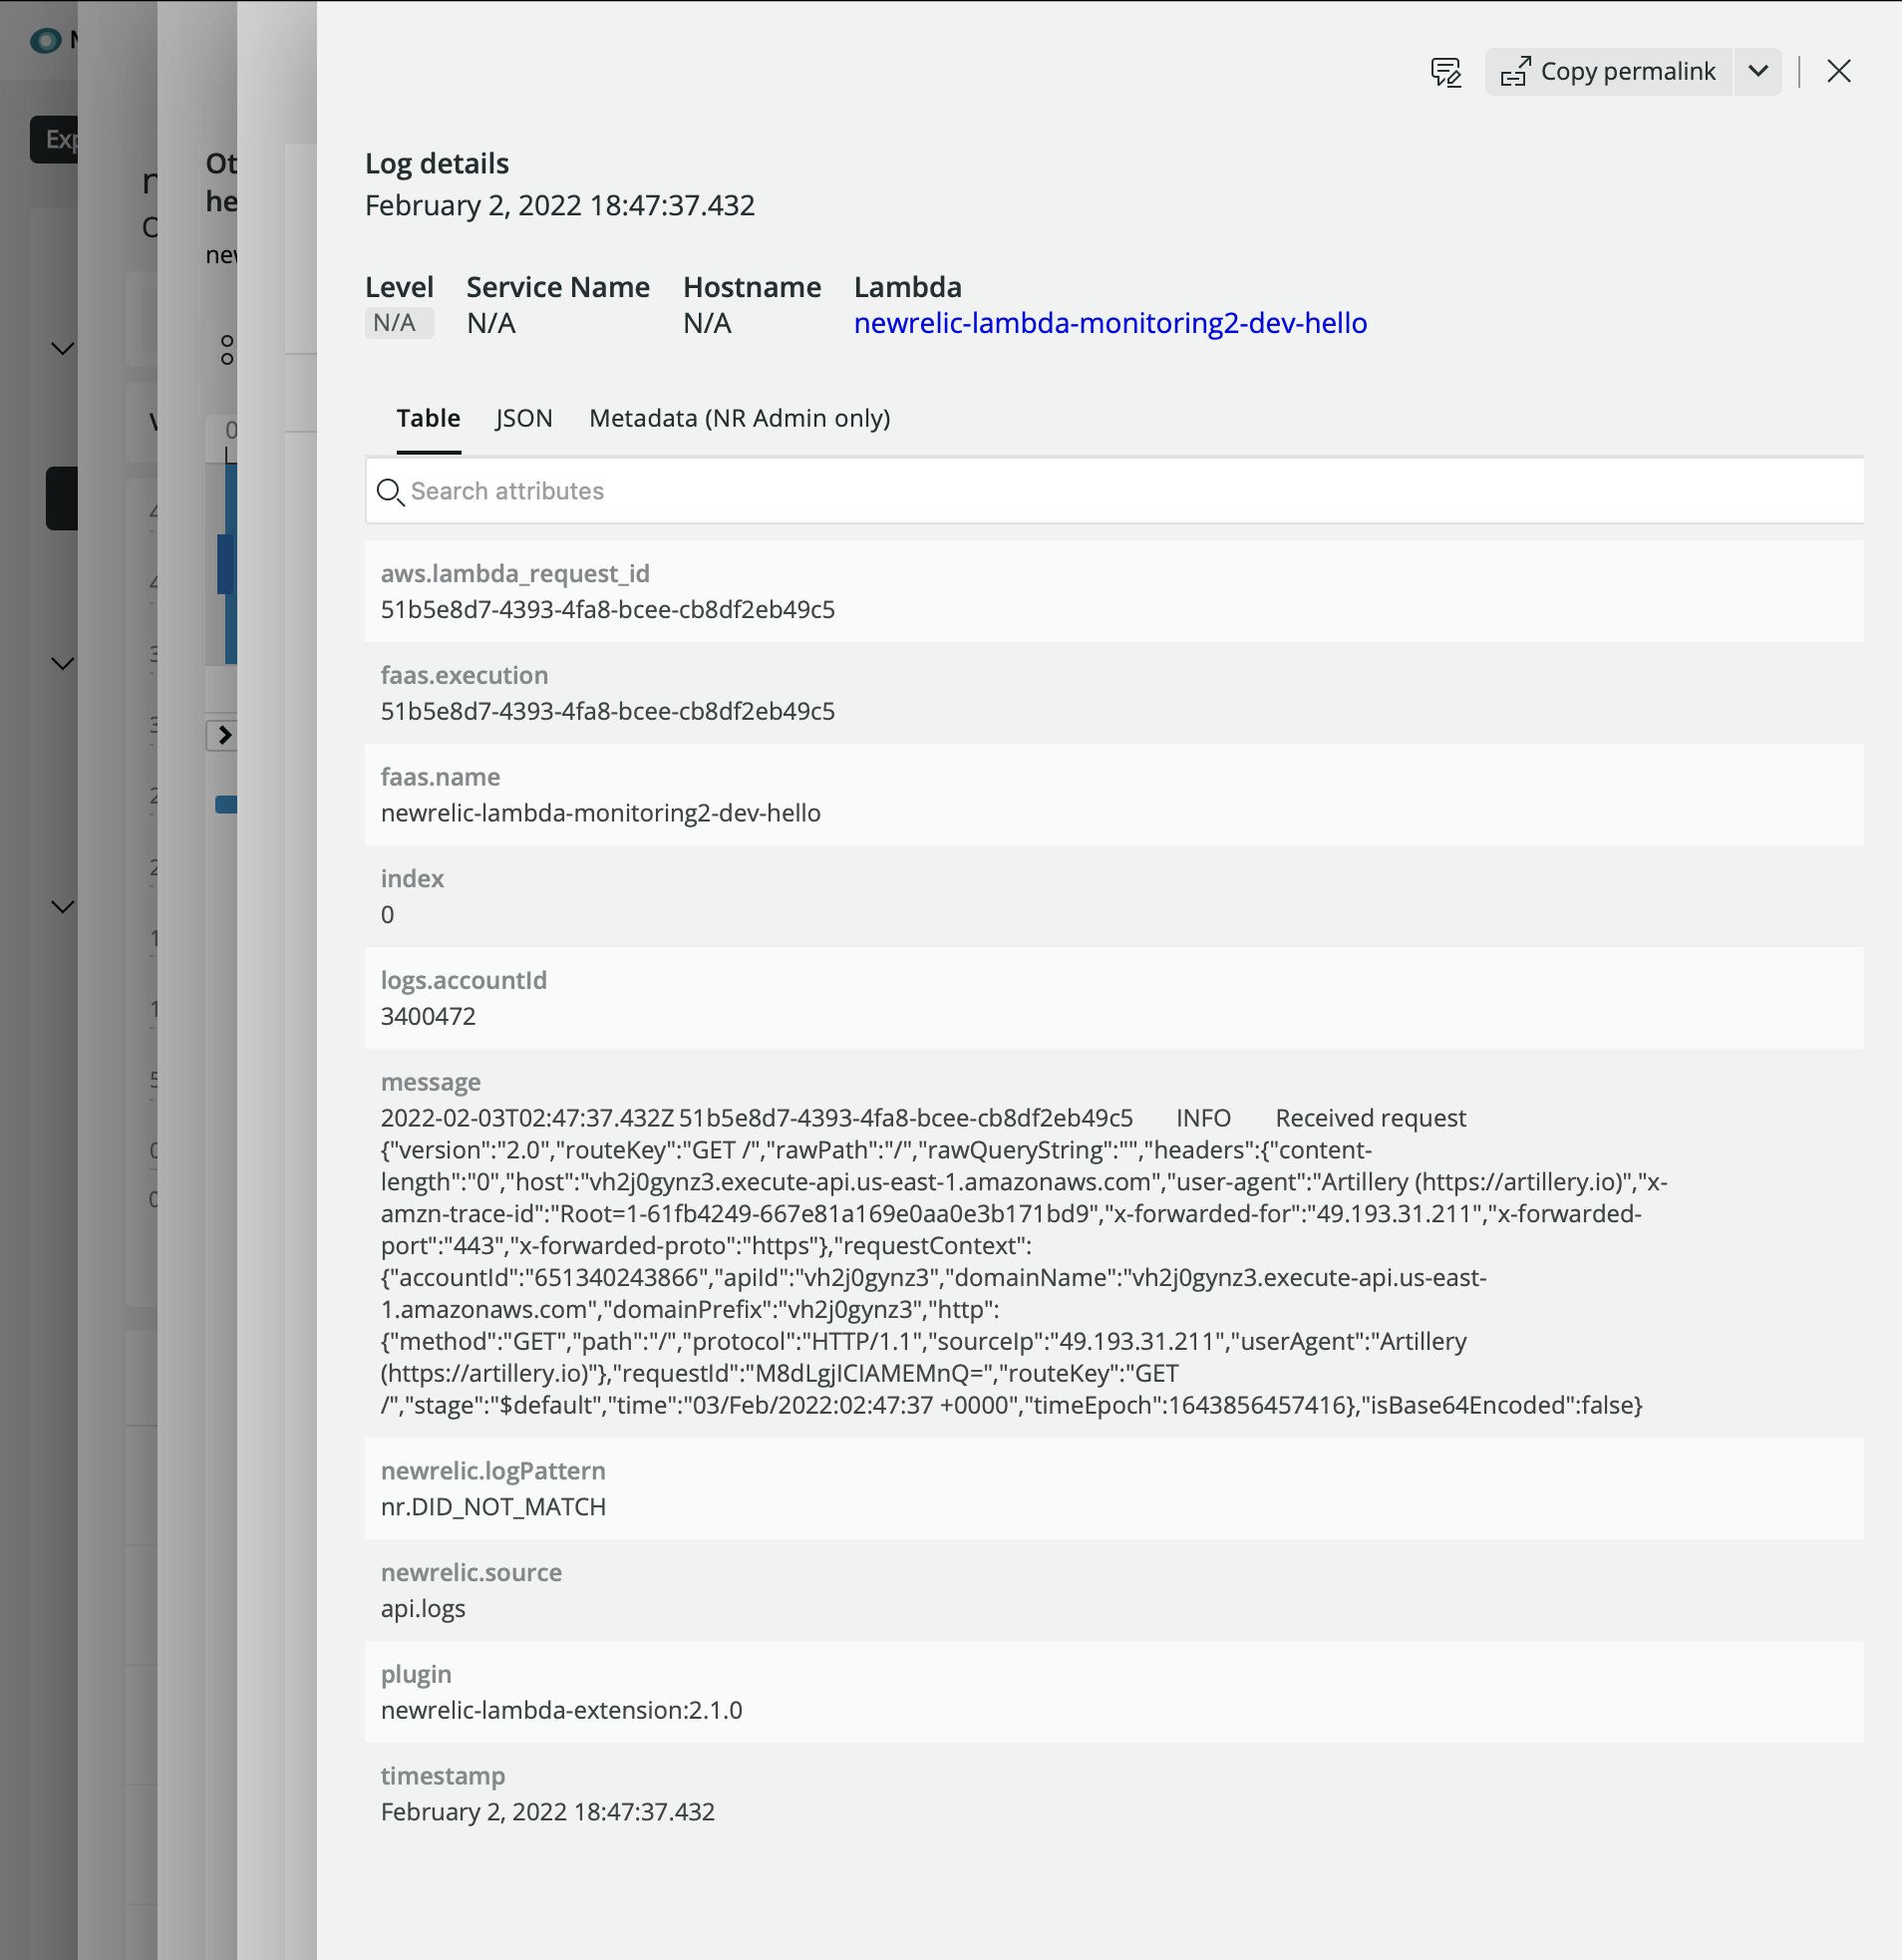 Copy permalink
Log details
February 2, 2022 18:47:37.432
Level Service Name Hostname Lambda
N/A N/A N/A newrelic-lambda-monitoring2-dev-hello
Table JSON Metadata (NR Admin only)
Search attributes
aws.lambda_request_id
51b5e8d7-4393-4fa8-bcee-cb8df2eb49c5
faas.execution
51b5e8d7-4393-4fa8-bcee-cb8df2eb49c5
faas.name
newrelic-lambda-monitoring2-dev-hello
index
0
logs.accountId
3400472
message
2022-02-03T02:47:37.432Z 51b5e8d7-4393-4fa8-bcee-cb8df2eb49c5 INFO Received request
{"version":"2.0","routeKey":"GET /","rawPath":"/","rawQueryString":"","headers":{"content-
length":"0","host":"vh2j0gynz3.execute-api.us-east-1.amazonaws.com","user-agent":"Artillery (https://artillery.io)","x-
amzn-trace-id":"Root=1-61fb4249-667e81a169e0aa0e3b171bd9","x-forwarded-for":"49.193.31.211","x-forwarded-
port":"443","x-forwarded-proto":"https"},"requestContext":
{"accountId":"651340243866","apiId":"vh2j0gynz3","domainName":"vh2j0gynz3.execute-api.us-east-
1.amazonaws.com","domainPrefix":"vh2j0gynz3","http":
{"method":"GET","path":"/","protocol":"HTTP/1.1","sourceIp":"49.193.31.211","userAgent":"Artillery
(https://artillery.io)"},"requestId":"M8dLgjICIAMEMnQ=","routeKey":"GET
/","stage":"$default","time":"03/Feb/2022:02:47:37 +0000","timeEpoch":1643856457416},"isBase64Encoded":false}
newrelic.logPattern
nr.DID_NOT_MATCH
newrelic.source
api.logs
plugin
newrelic-lambda-extension:2.1.0
timestamp
February 2, 2022 18:47:37.432